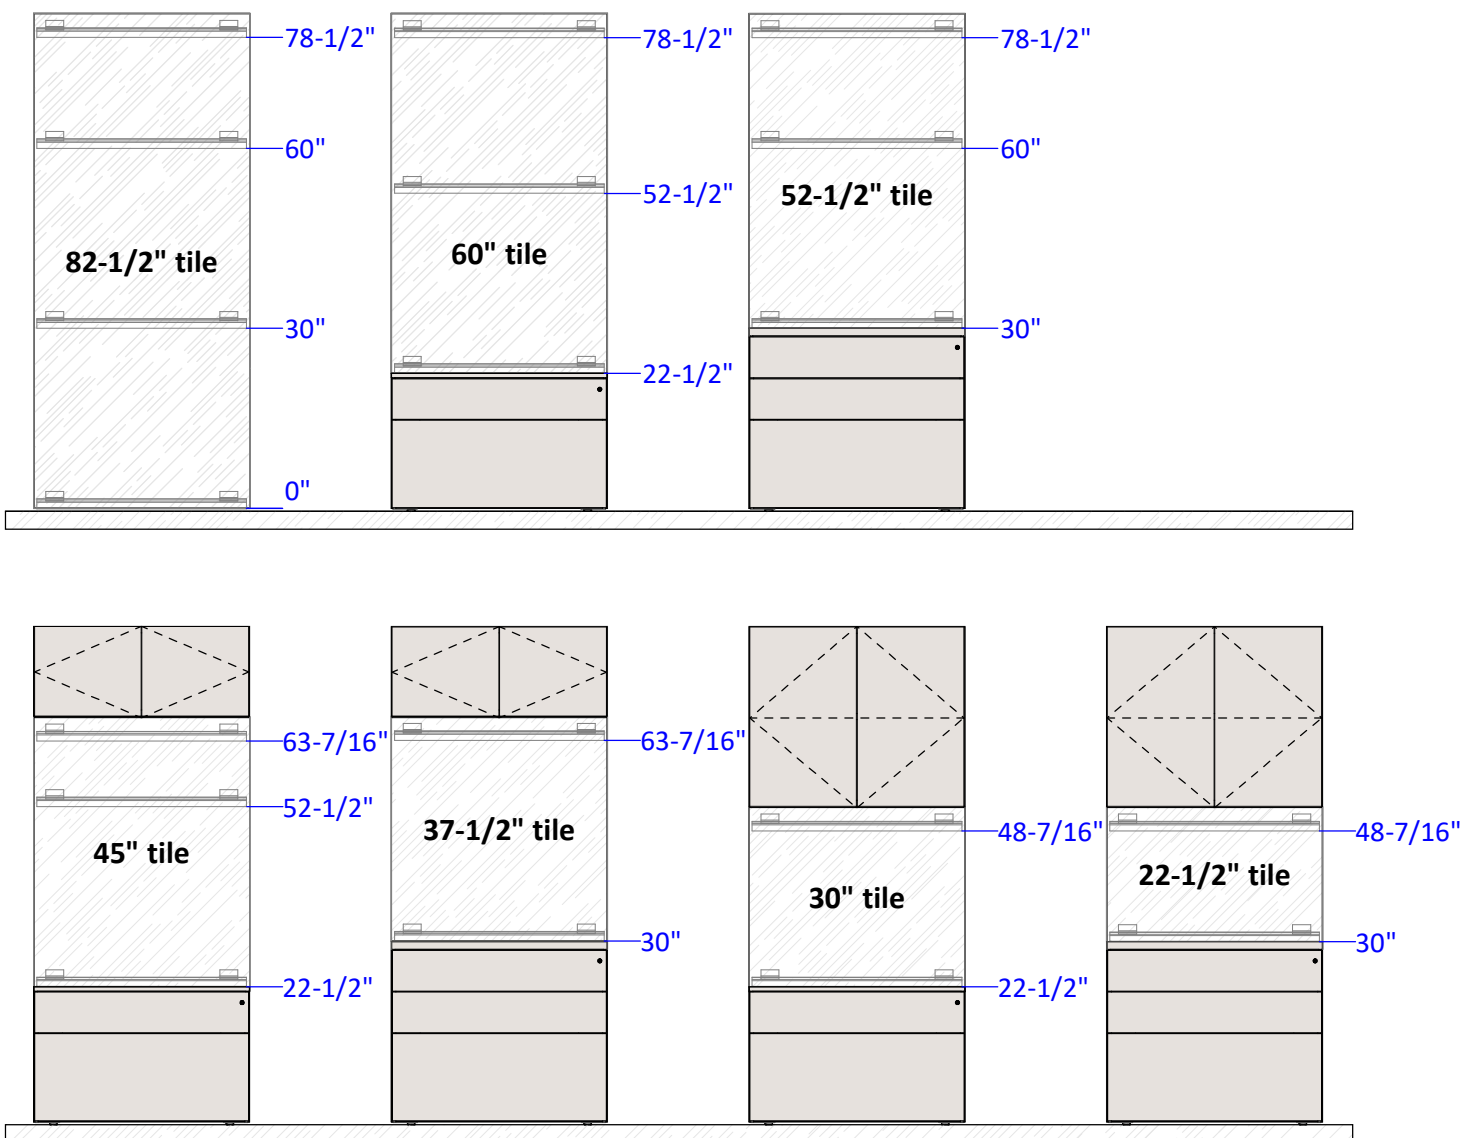 78-1/2"
78-1/2"
78-1/2"
60"
60"
52-1/2"
52-1/2" tile
82-1/2" tile
60" tile
30"
30"
22-1/2"
0"
63-7/16"
63-7/16"
52-1/2"
48-7/16"
48-7/16"
45" tile
37-1/2" tile
30" tile
22-1/2" tile
30"
30"
22-1/2"
22-1/2"